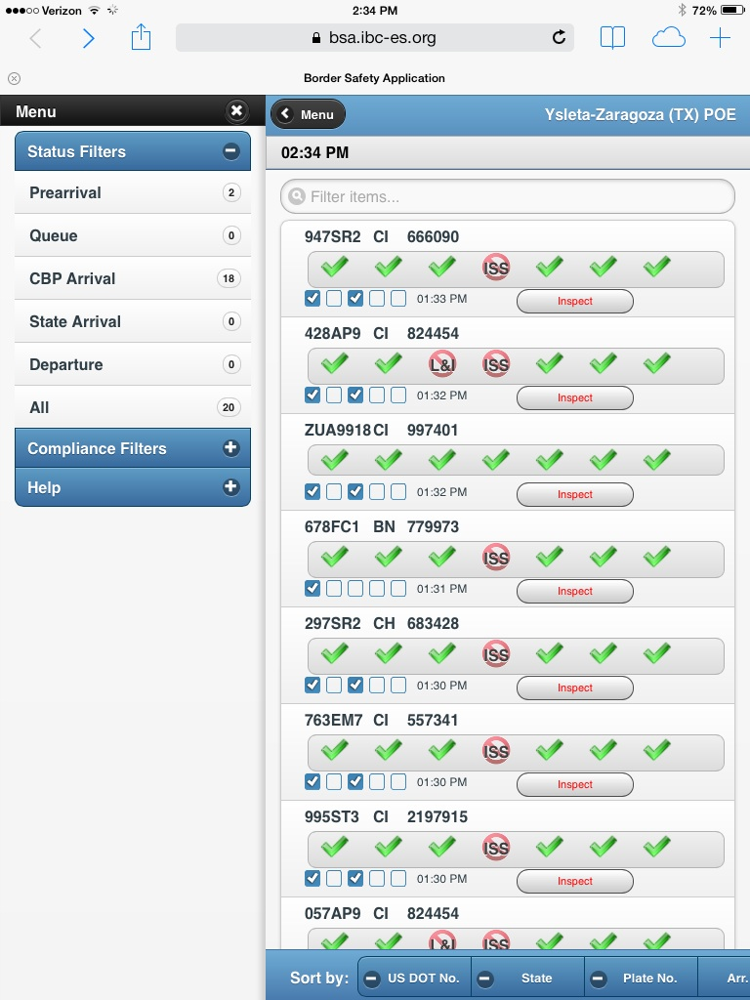 Verizon 2:34 PM 72%
bsa.ibc-es.org
Border Safety Application
Menu
Status Filters
Prearrival 2
Queue 0
CBP Arrival 18
State Arrival 0
Departure 0
All 20
Compliance Filters
Help
Menu Ysleta-Zaragoza (TX) POE
02:34 PM
Filter items...
947SR2 CI 666090
ISS
01:33 PM Inspect
428AP9 CI 824454
L&I ISS
01:32 PM Inspect
ZUA9918 CI 997401
01:32 PM Inspect
678FC1 BN 779973
ISS
01:31 PM Inspect
297SR2 CH 683428
ISS
01:30 PM Inspect
763EM7 CI 557341
ISS
01:30 PM Inspect
995ST3 CI 2197915
ISS
01:30 PM Inspect
057AP9 CI 824454
L&I ISS
Sort by: US DOT No. State Plate No. Arr.